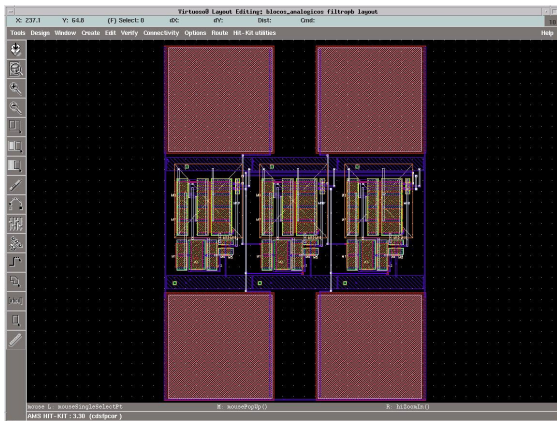 Virtuoso® Layout Editing: blocos_analogicos filtropb layout
X: 237.1 Y: 64.8 (F) Select: 0 dX: dY: Dist: Cmd:
Tools Design Window Create Edit Verify Connectivity Options Route Hit-Kit utilities Help
mouse L: mouseSingleSelectPt M: mousePopUp() R: hiZoomIn()
AMS HIT-KIT: 3.30 (cdsfpcor )